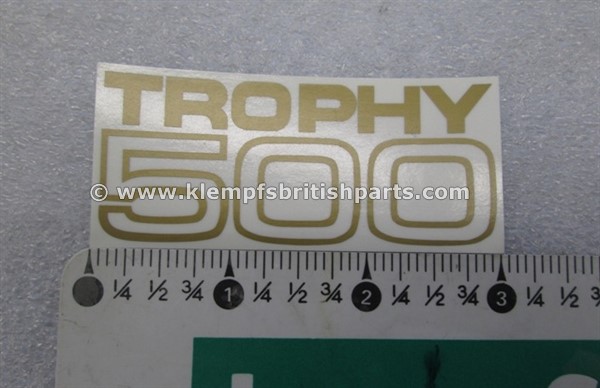 TROPHY
500
© www.klempfsbritishparts.com
¼ ½ ¾ 1 ¼ ½ ¾ 2 ¼ ½ ¾ 3 ¼ ½